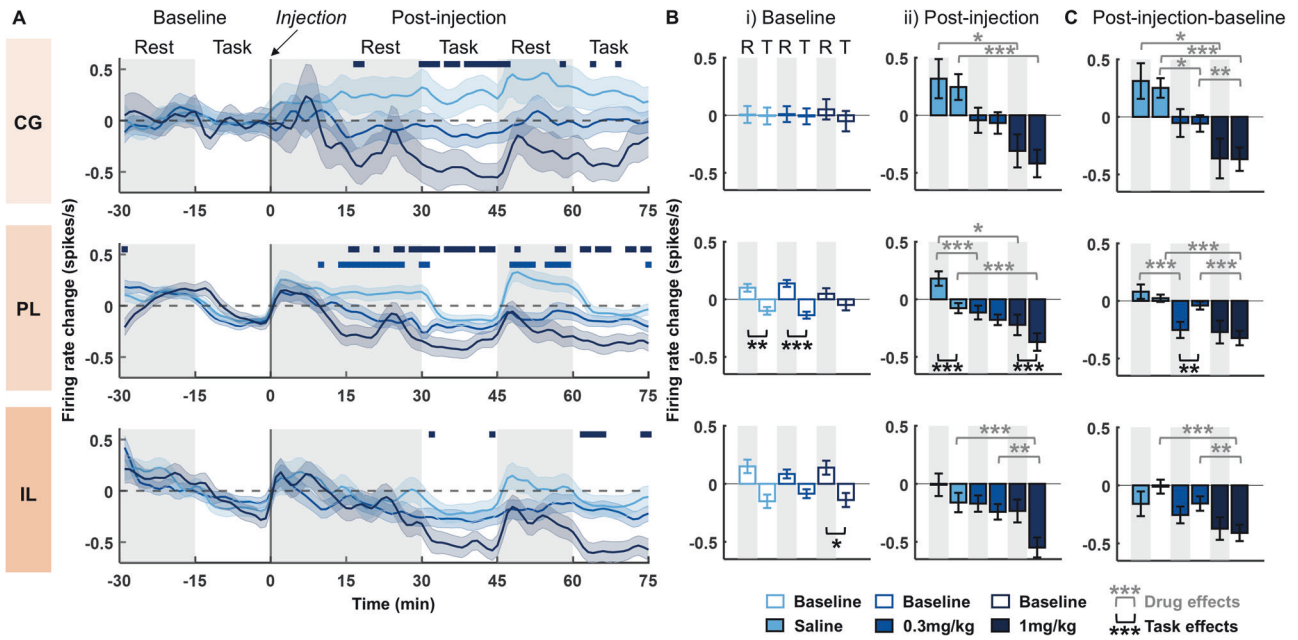 A
Baseline
Injection
Post-injection
Rest
Task
Rest
Task
Rest
Task
B
i) Baseline
ii) Post-injection
C
Post-injection-baseline
R T R T R T
Firing rate change (spikes/s)
Firing rate change (spikes/s)
CG
0.5
0
-0.5
-30 -15 0 15 30 45 60 75
0.5
0
-0.5
* ***
0.5
0
-0.5
* *** * **
0.5
0
-0.5
PL
0.5
0
-0.5
-30 -15 0 15 30 45 60 75
0.5
0
-0.5
** ***
0.5
0
-0.5
* *** *** *** ***
0.5
0
-0.5
*** *** *** **
IL
0.5
0
-0.5
-30 -15 0 15 30 45 60 75
Time (min)
0.5
0
-0.5
*
0.5
0
-0.5
*** **
0.5
0
-0.5
*** **
Baseline
Baseline
Baseline
*** Drug effects
Saline
0.3mg/kg
1mg/kg
*** Task effects